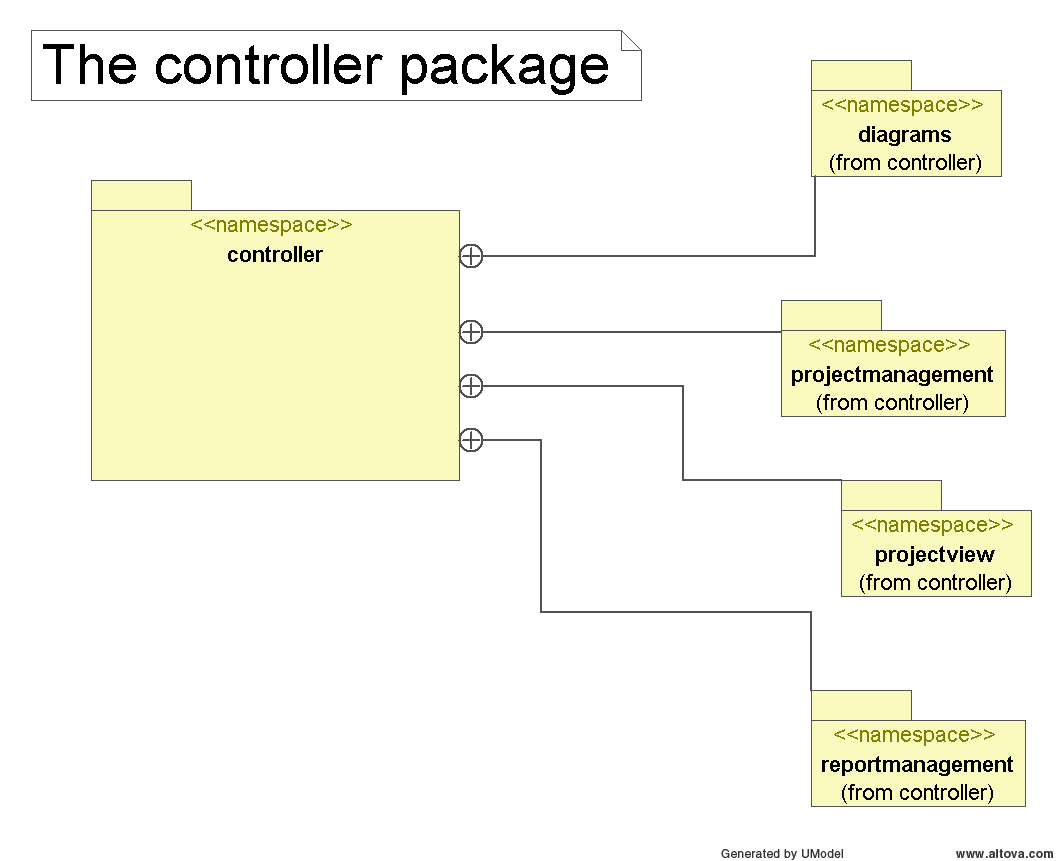 The controller package
<<namespace>>
controller
<<namespace>>
diagrams
(from controller)
<<namespace>>
projectmanagement
(from controller)
<<namespace>>
projectview
(from controller)
<<namespace>>
reportmanagement
(from controller)
Generated by UModel
www.altova.com